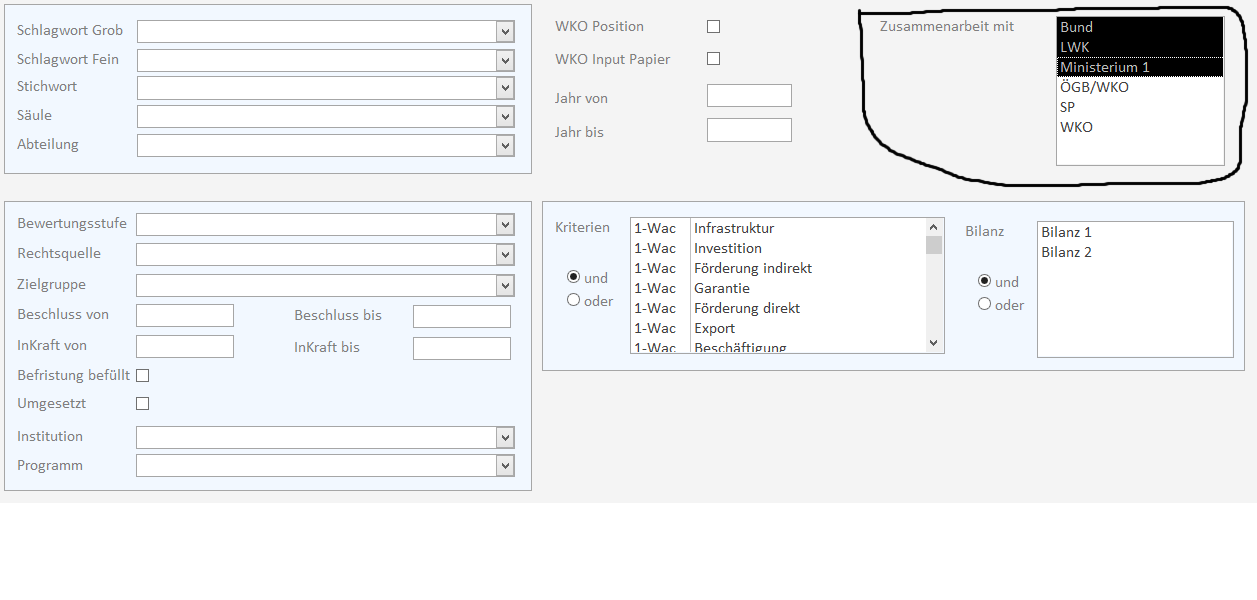 Schlagwort Grob
Schlagwort Fein
Stichwort
Säule
Abteilung
WKO Position
WKO Input Papier
Jahr von
Jahr bis
Zusammenarbeit mit
Bund
LWK
Ministerium 1
ÖGB/WKO
SP
WKO
Bewertungsstufe
Rechtsquelle
Zielgruppe
Beschluss von Beschluss bis
InKraft von InKraft bis
Befristung befüllt
Umgesetzt
Institution
Programm
Kriterien
und
oder
1-Wac Infrastruktur
1-Wac Investition
1-Wac Förderung indirekt
1-Wac Garantie
1-Wac Förderung direkt
1-Wac Export
1-Wac Beschäftigung
Bilanz
und
oder
Bilanz 1
Bilanz 2